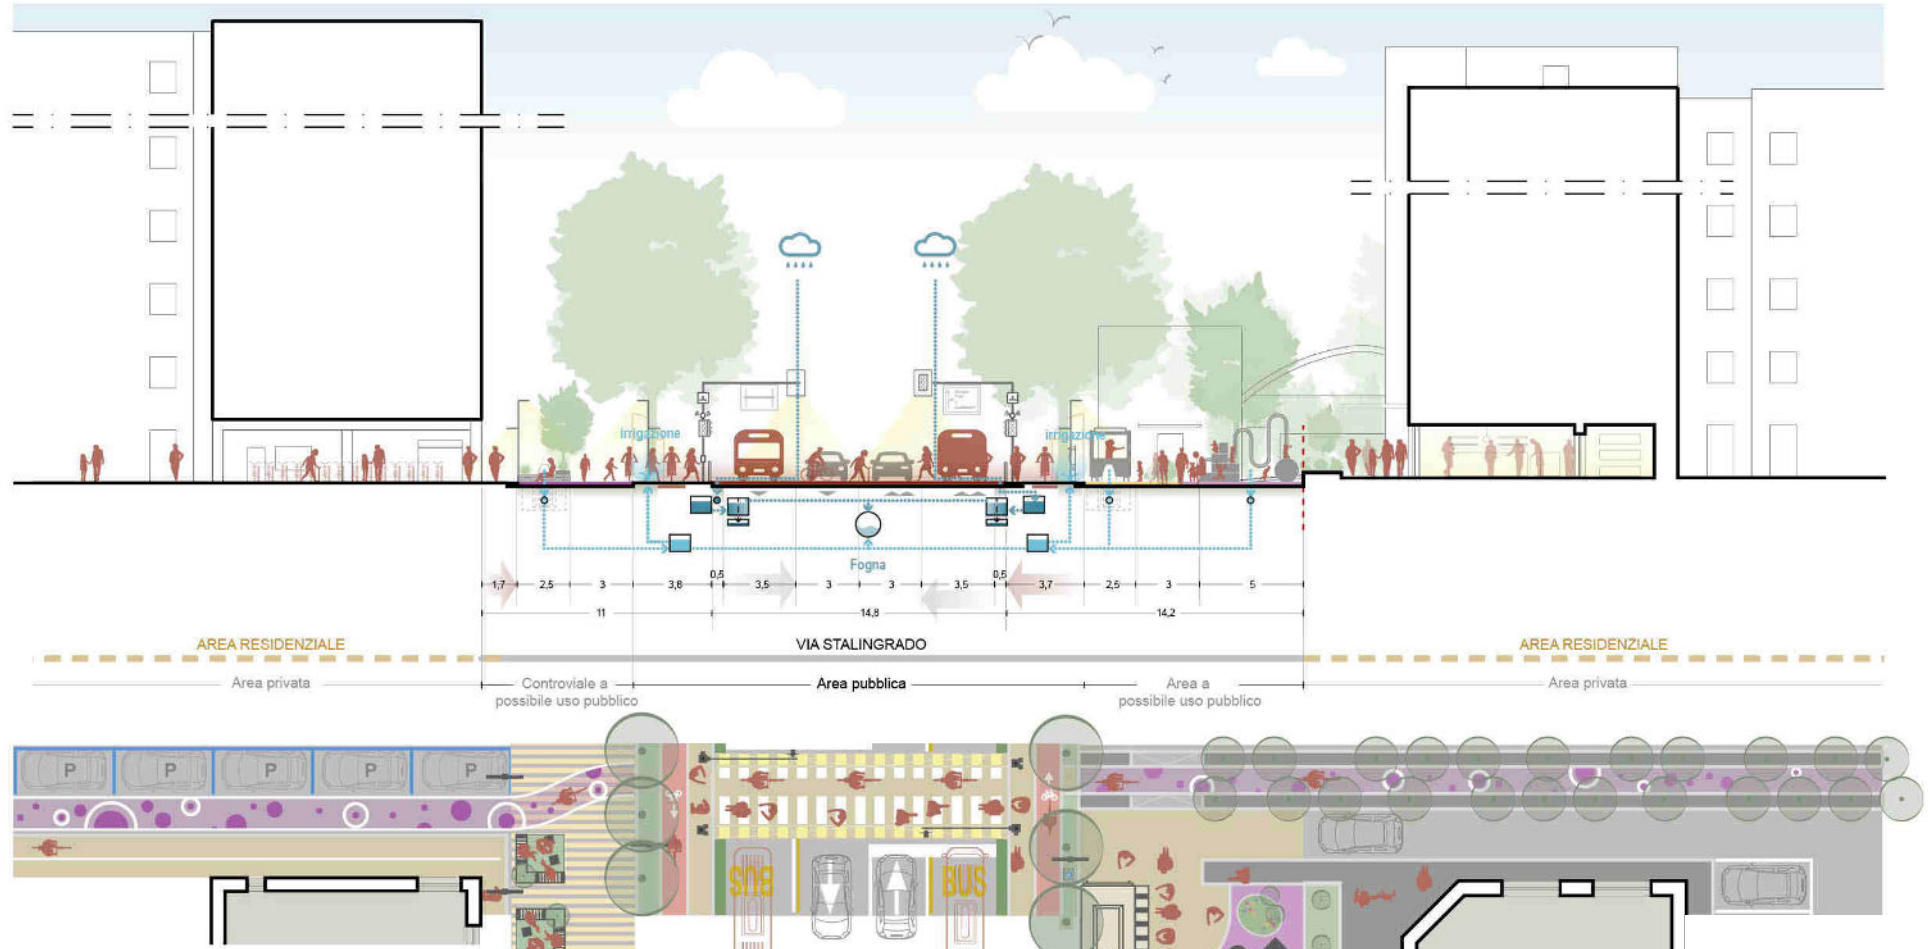 irrigazione
irrigazione
Fogna
1,7 2,5 3 3,8 0,5 3,5 3 3 3,5 0,5 3,7 2,5 3 5
11 14,8 14,2
AREA RESIDENZIALE VIA STALINGRADO AREA RESIDENZIALE
Area privata Controviale a Area pubblica Area a Area privata
possibile uso pubblico possibile uso pubblico
P P P P P
BUS BUS